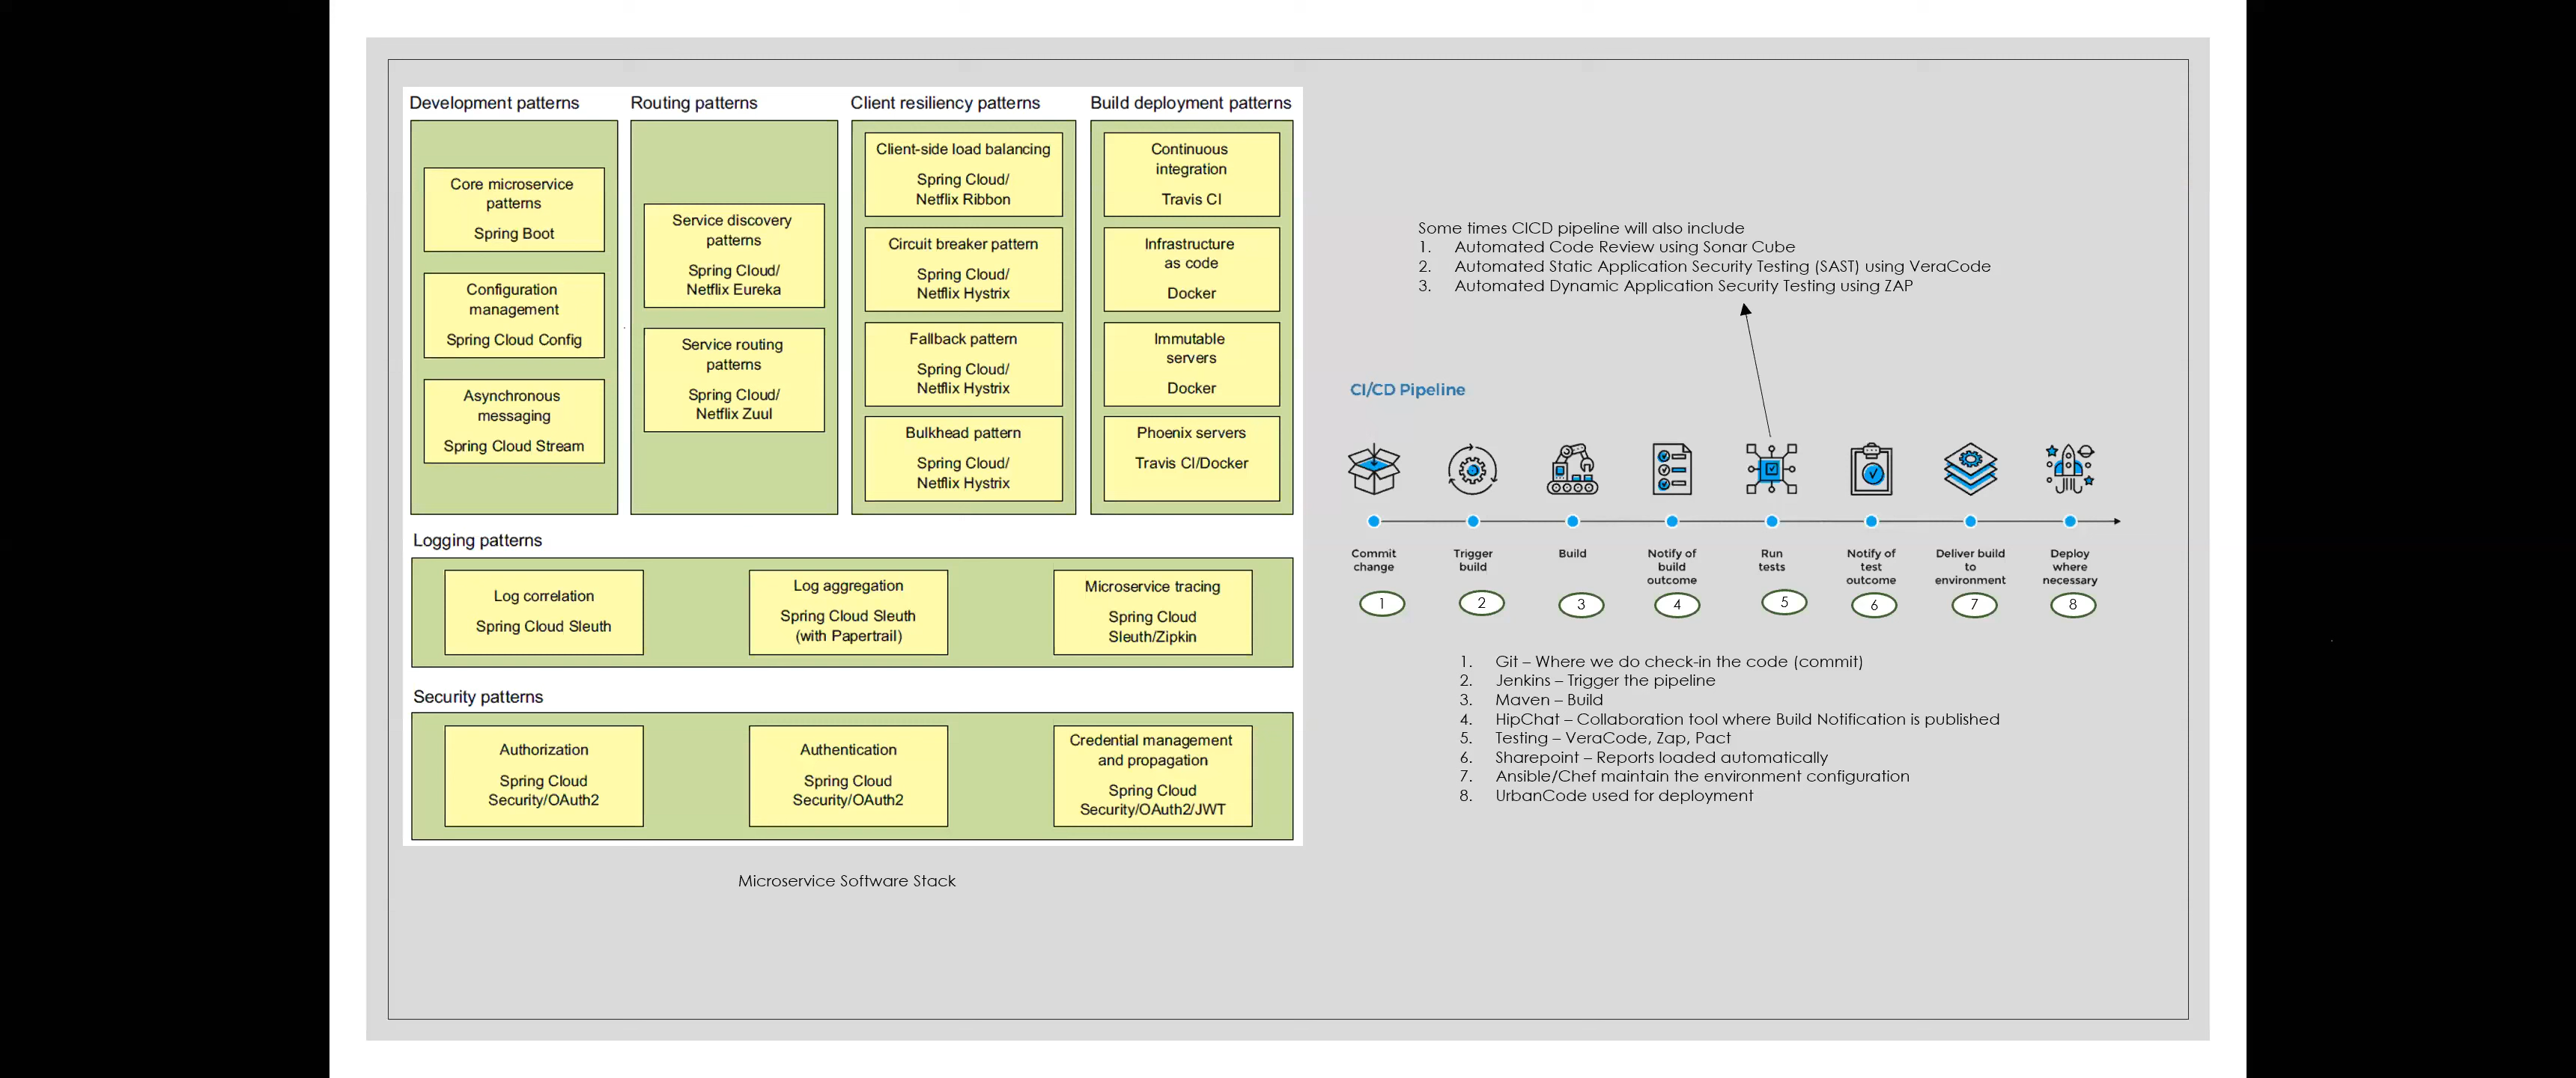 Development patterns
Core microservice
patterns
Spring Boot
Configuration
management
Spring Cloud Config
Asynchronous
messaging
Spring Cloud Stream
Routing patterns
Service discovery
patterns
Spring Cloud/
Netflix Eureka
Service routing
patterns
Spring Cloud/
Netflix Zuul
Client resiliency patterns
Client-side load balancing
Spring Cloud/
Netflix Ribbon
Circuit breaker pattern
Spring Cloud/
Netflix Hystrix
Fallback pattern
Spring Cloud/
Netflix Hystrix
Bulkhead pattern
Spring Cloud/
Netflix Hystrix
Build deployment patterns
Continuous
integration
Travis CI
Infrastructure
as code
Docker
Immutable
servers
Docker
Phoenix servers
Travis CI/Docker
Logging patterns
Log correlation
Spring Cloud Sleuth
Log aggregation
Spring Cloud Sleuth
(with Papertrail)
Microservice tracing
Spring Cloud
Sleuth/Zipkin
Security patterns
Authorization
Spring Cloud
Security/OAuth2
Authentication
Spring Cloud
Security/OAuth2
Credential management
and propagation
Spring Cloud
Security/OAuth2/JWT
Microservice Software Stack
Some times CICD pipeline will also include
1. Automated Code Review using Sonar Cube
2. Automated Static Application Security Testing (SAST) using VeraCode
3. Automated Dynamic Application Security Testing using ZAP
CI/CD Pipeline
Commit
change
1
Trigger
build
2
Build
3
Notify of
build
outcome
4
Run
tests
5
Notify of
test
outcome
6
Deliver build
to
environment
7
Deploy
where
necessary
8
1. Git – Where we do check-in the code (commit)
2. Jenkins – Trigger the pipeline
3. Maven – Build
4. HipChat – Collaboration tool where Build Notification is published
5. Testing – VeraCode, Zap, Pact
6. Sharepoint – Reports loaded automatically
7. Ansible/Chef maintain the environment configuration
8. UrbanCode used for deployment